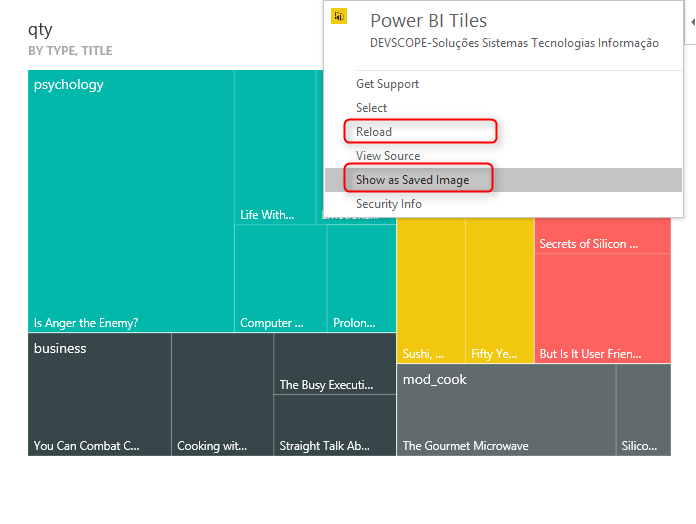 qty
BY TYPE, TITLE
Power BI Tiles
DEVSCOPE-Soluções Sistemas Tecnologias Informação
Get Support
Select
Reload
View Source
Show as Saved Image
Security Info
psychology
Life With...
Is Anger the Enemy?
Computer ...
Prolon...
Sushi, ...
Fifty Ye...
Secrets of Silicon ...
But Is It User Frien...
business
The Busy Executi...
You Can Combat C...
Cooking wit...
Straight Talk Ab...
mod_cook
The Gourmet Microwave
Silico...